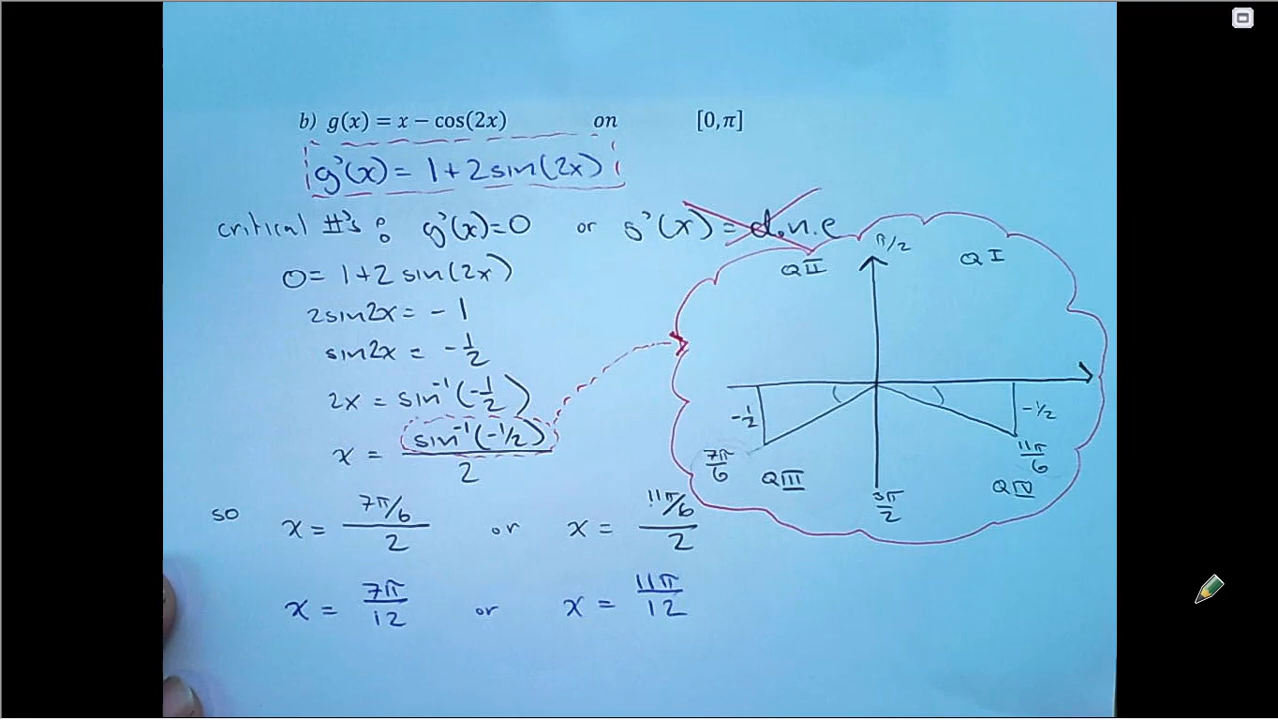 b) g(x) = x − cos(2x) on [0, π]
g'(x) = 1 + 2sin(2x)
critical #'s : g'(x)=0 or g'(x) = d.n.e
0 = 1 + 2 sin(2x)
2sin2x = -1
sin2x = -1/2
2x = sin⁻¹(-1/2)
x = sin⁻¹(-1/2) / 2
π/2
QII QI
-1/2 -1/2
7π/6 11π/6
QIII QIV
3π/2
so x = 7π/6 / 2 or x = 11π/6 / 2
x = 7π/12 or x = 11π/12